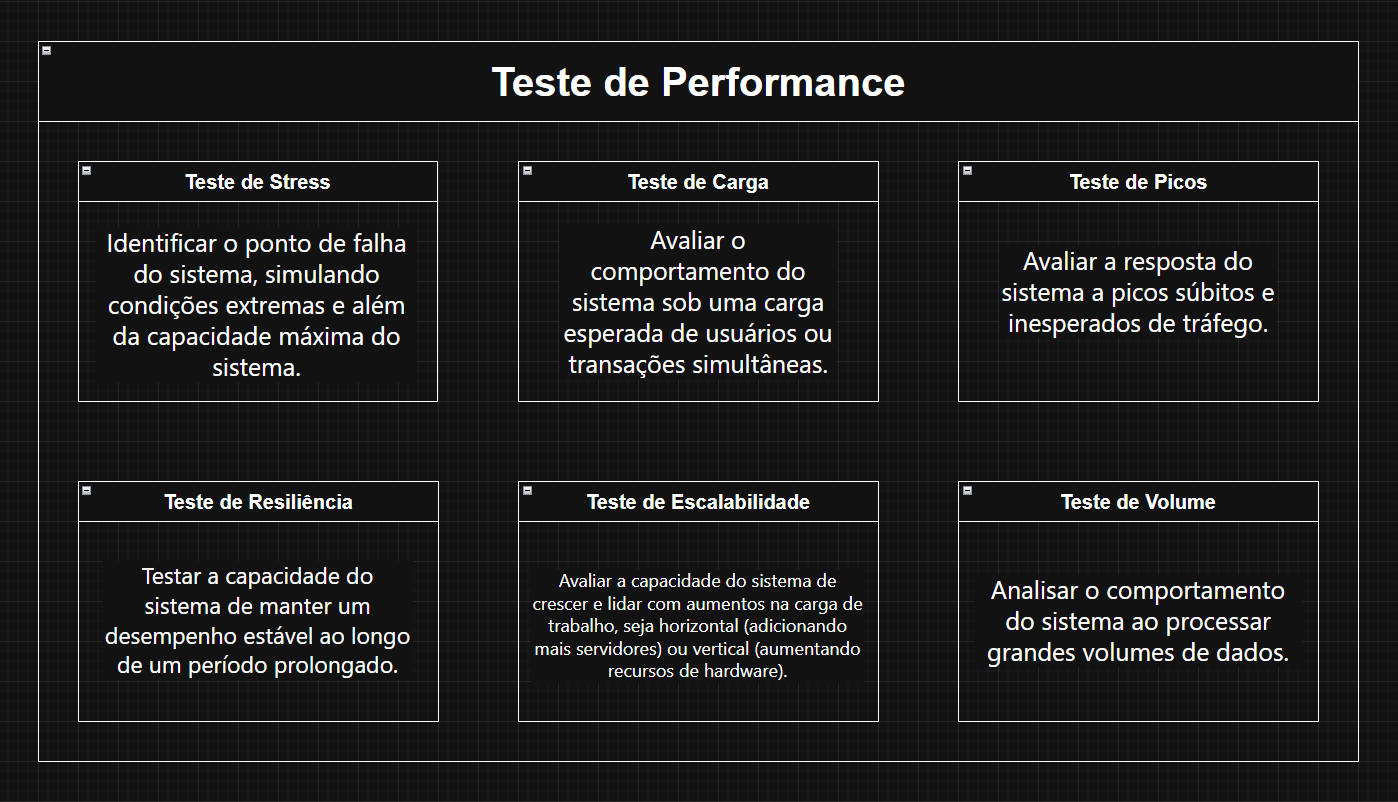 Teste de Performance
Teste de Stress
Identificar o ponto de falha
do sistema, simulando
condições extremas e além
da capacidade máxima do
sistema.
Teste de Carga
Avaliar o
comportamento do
sistema sob uma carga
esperada de usuários ou
transações simultâneas.
Teste de Picos
Avaliar a resposta do
sistema a picos súbitos e
inesperados de tráfego.
Teste de Resiliência
Testar a capacidade do
sistema de manter um
desempenho estável ao longo
de um período prolongado.
Teste de Escalabilidade
Avaliar a capacidade do sistema de
crescer e lidar com aumentos na carga de
trabalho, seja horizontal (adicionando
mais servidores) ou vertical (aumentando
recursos de hardware).
Teste de Volume
Analisar o comportamento
do sistema ao processar
grandes volumes de dados.